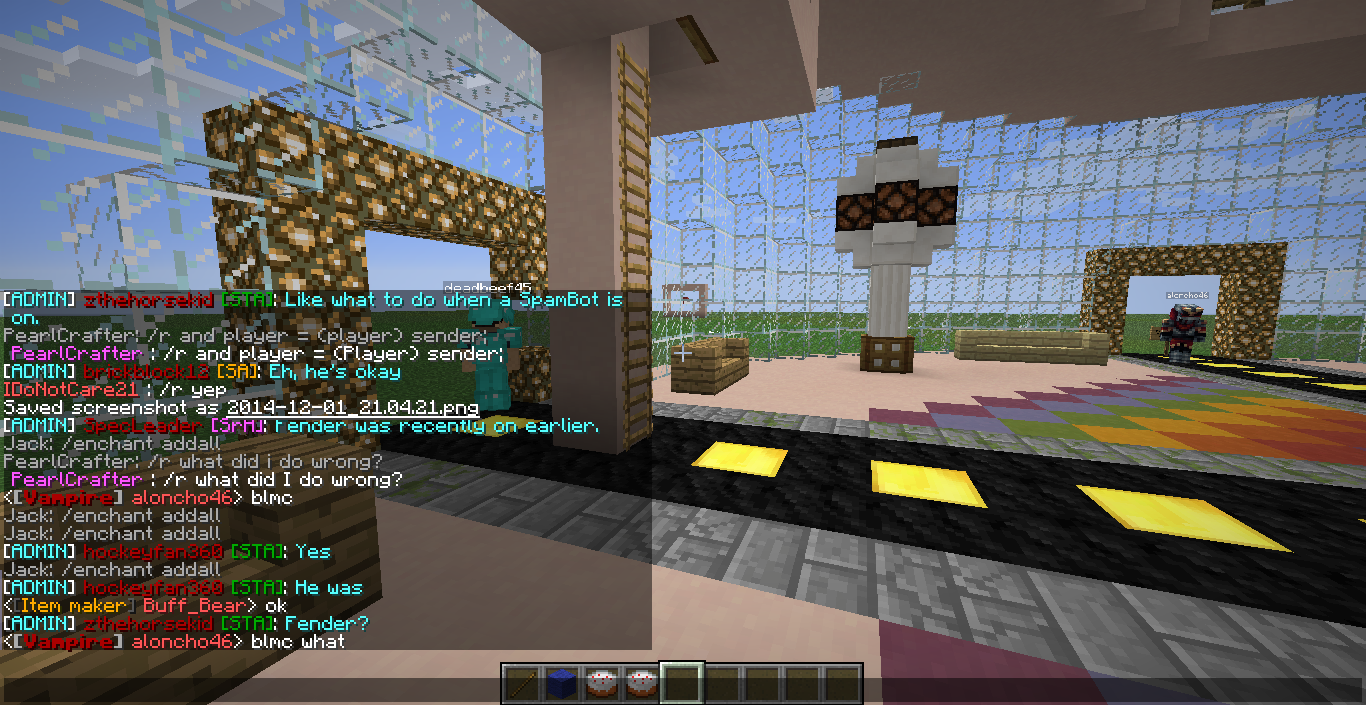 deadbeef45
aloncho46
[ADMIN] zthehorsekid [STA]: Like what to do when a SpamBot is
on.
PearlCrafter: /r and player = (player) sender;
PearlCrafter : /r and player = (Player) sender;
[ADMIN] brickblock12 [SA]: Eh, he's okay
IDoNotCare21 : /r yep
Saved screenshot as 2014-12-01_21.04.21.png
[ADMIN] SpecLeader [SrA]: Fender was recently on earlier.
Jack: /enchant addall
PearlCrafter: /r what did i do wrong?
PearlCrafter : /r what did I do wrong?
<[Vampire] aloncho46> blmc
Jack: /enchant addall
Jack: /enchant addall
[ADMIN] hockeyfan360 [STA]: Yes
Jack: /enchant addall
[ADMIN] hockeyfan360 [STA]: He was
<[Item maker] Buff_Bear> ok
[ADMIN] zthehorsekid [STA]: Fender?
<[Vampire] aloncho46> blmc what